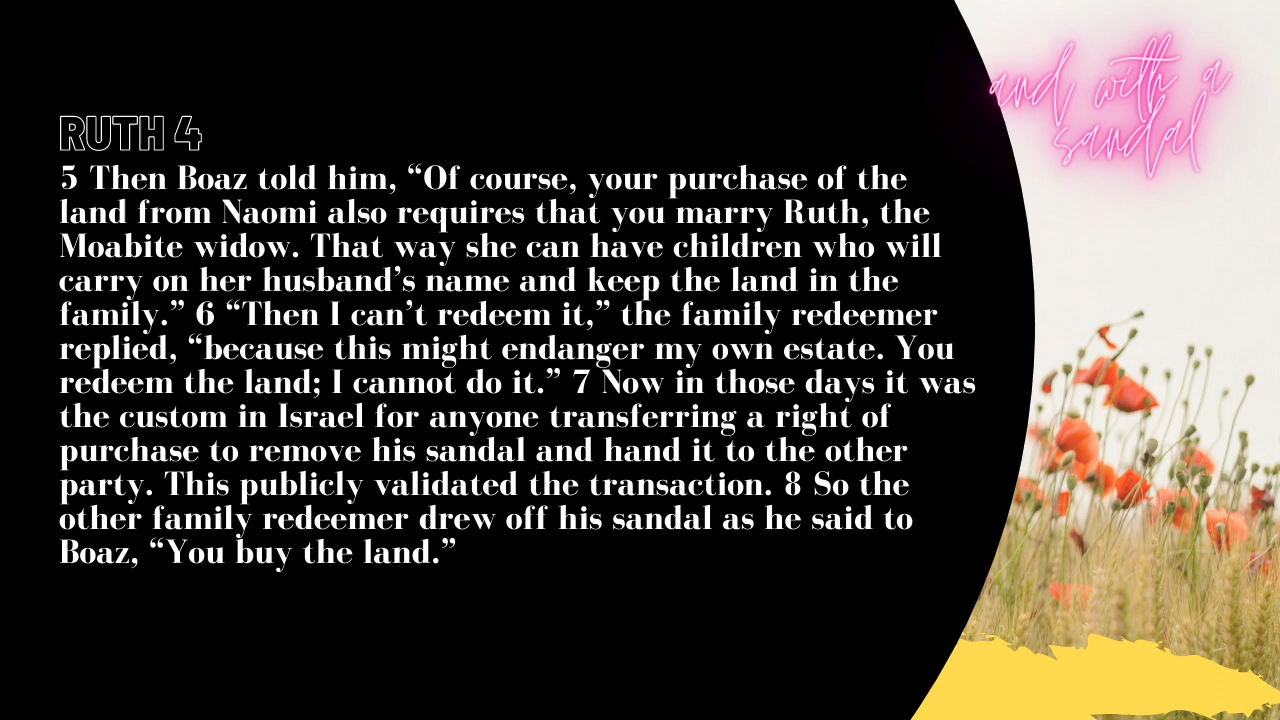 and with a
sandal
RUTH 4
5 Then Boaz told him, “Of course, your purchase of the
land from Naomi also requires that you marry Ruth, the
Moabite widow. That way she can have children who will
carry on her husband’s name and keep the land in the
family.” 6 “Then I can’t redeem it,” the family redeemer
replied, “because this might endanger my own estate. You
redeem the land; I cannot do it.” 7 Now in those days it was
the custom in Israel for anyone transferring a right of
purchase to remove his sandal and hand it to the other
party. This publicly validated the transaction. 8 So the
other family redeemer drew off his sandal as he said to
Boaz, “You buy the land.”